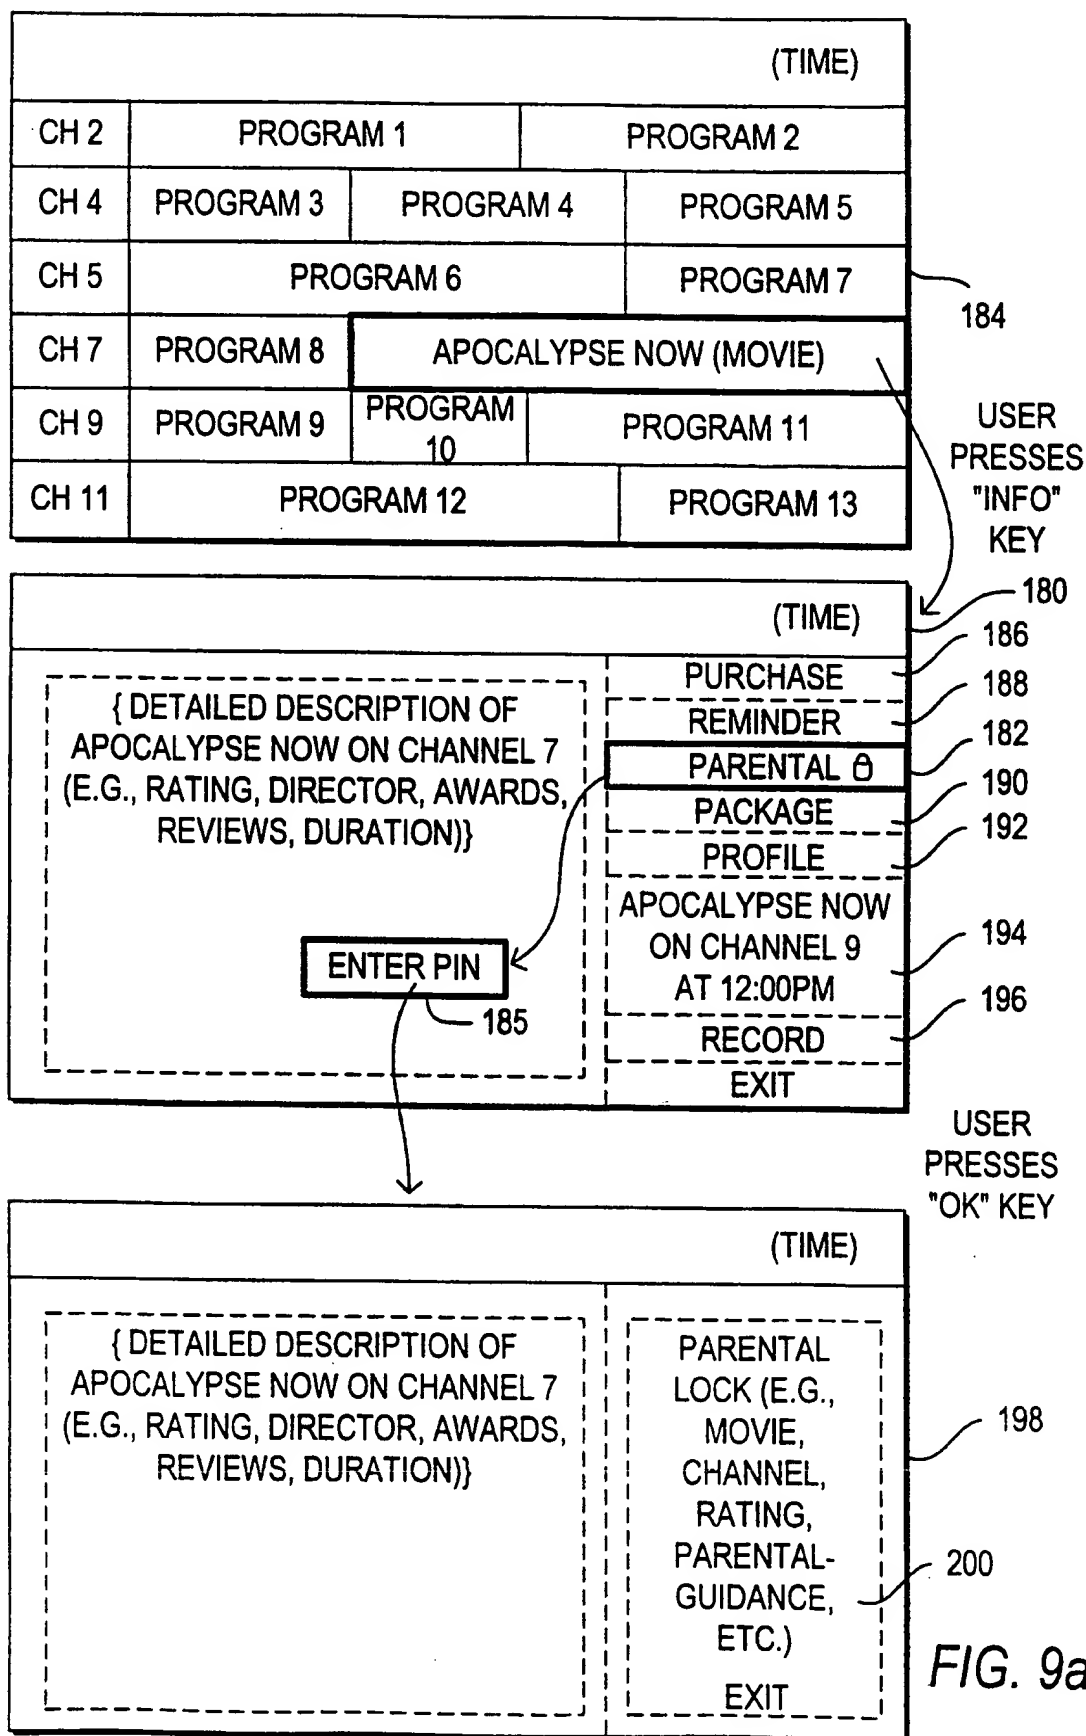 (TIME)
CH 2 PROGRAM 1 PROGRAM 2
CH 4 PROGRAM 3 PROGRAM 4 PROGRAM 5
CH 5 PROGRAM 6 PROGRAM 7
184
CH 7 PROGRAM 8 APOCALYPSE NOW (MOVIE)
CH 9 PROGRAM 9 PROGRAM
10 PROGRAM 11
CH 11 PROGRAM 12 PROGRAM 13
USER
PRESSES
"INFO"
KEY
(TIME)
180
{ DETAILED DESCRIPTION OF
APOCALYPSE NOW ON CHANNEL 7
(E.G., RATING, DIRECTOR, AWARDS,
REVIEWS, DURATION)}
ENTER PIN
185
PURCHASE
186
REMINDER
188
PARENTAL
182
PACKAGE
190
PROFILE
192
APOCALYPSE NOW
ON CHANNEL 9
AT 12:00PM
194
RECORD
196
EXIT
USER
PRESSES
"OK" KEY
(TIME)
{ DETAILED DESCRIPTION OF
APOCALYPSE NOW ON CHANNEL 7
(E.G., RATING, DIRECTOR, AWARDS,
REVIEWS, DURATION)}
PARENTAL
LOCK (E.G.,
MOVIE,
CHANNEL,
RATING,
PARENTAL-
GUIDANCE,
ETC.)
EXIT
198
200
FIG. 9a